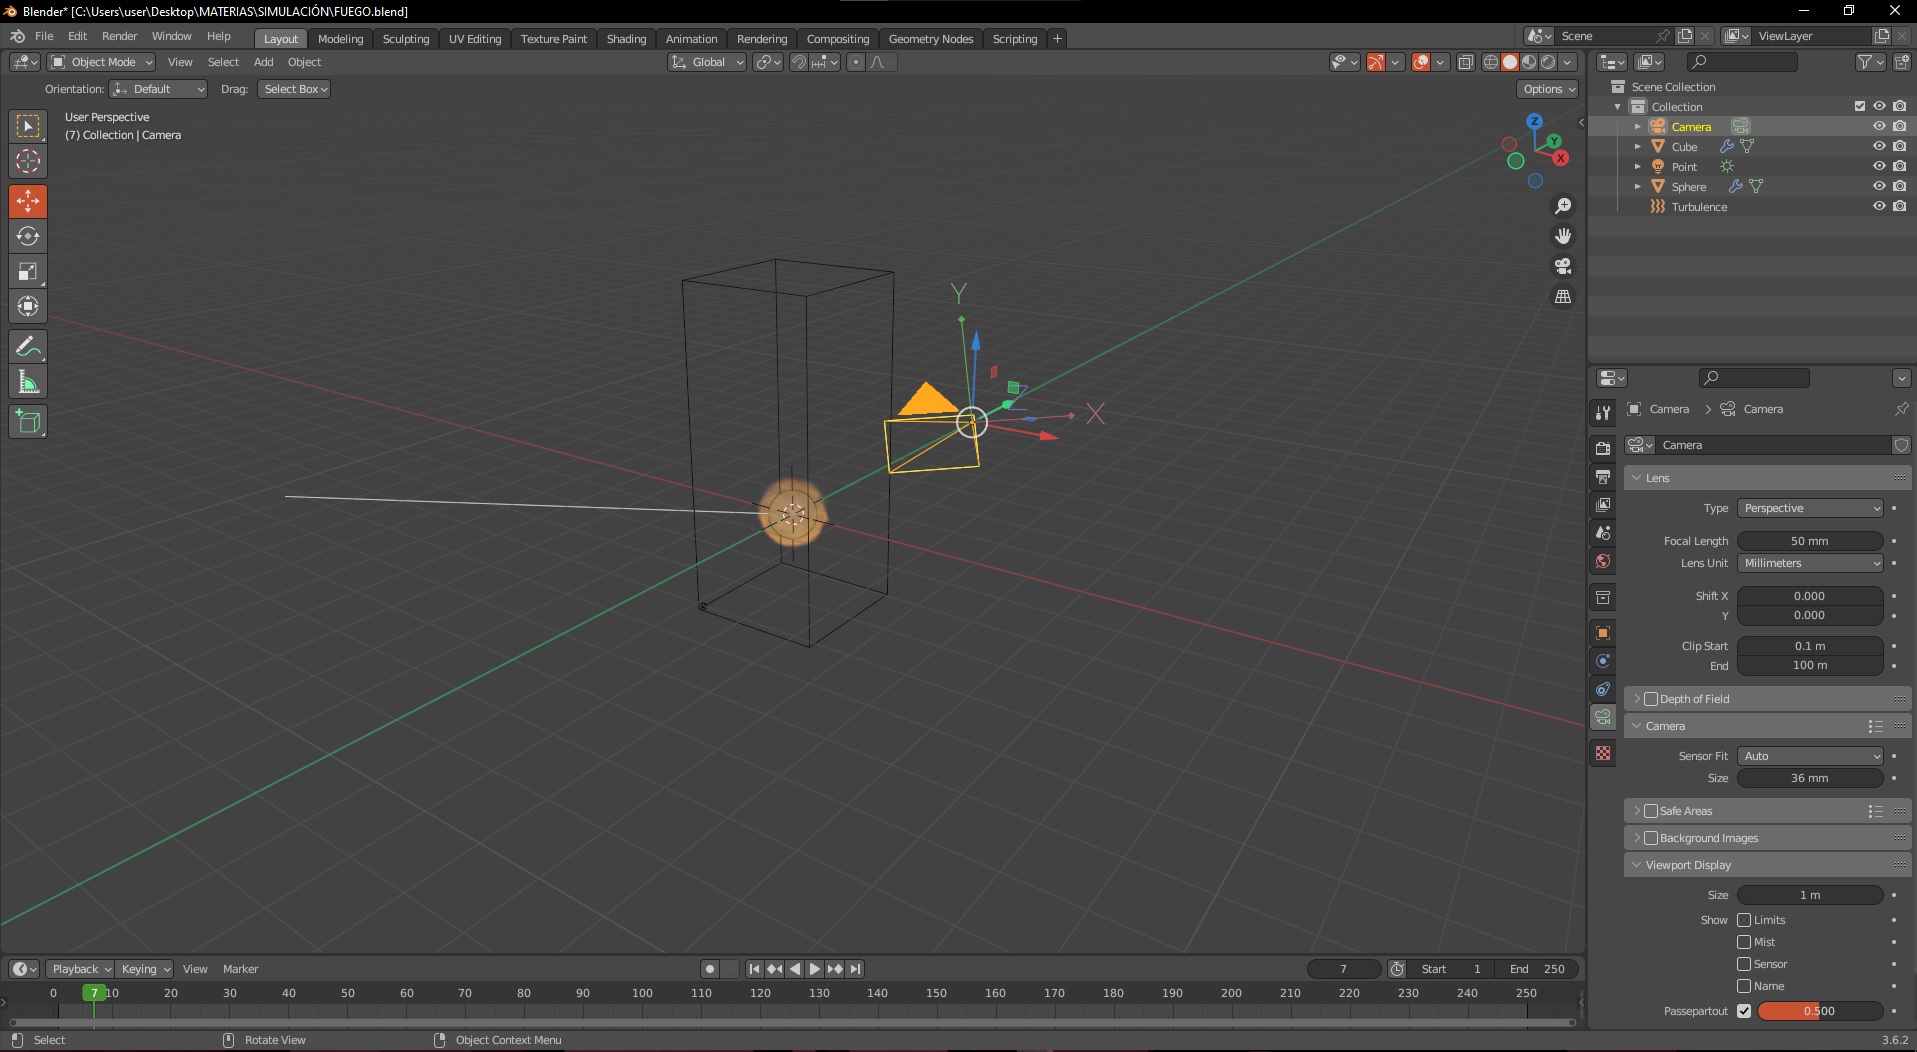 Blender* [C:\Users\user\Desktop\MATERIAS\SIMULACIÓN\FUEGO.blend]
File Edit Render Window Help Layout Modeling Sculpting UV Editing Texture Paint Shading Animation Rendering Compositing Geometry Nodes Scripting + Scene ViewLayer
Object Mode View Select Add Object Global
Orientation: Default Drag: Select Box Options
User Perspective
(7) Collection | Camera
Z
Y
X
Y
X
Scene Collection
Collection
Camera
Cube
Point
Sphere
Turbulence
Camera > Camera
Camera
Lens
Type Perspective
Focal Length 50 mm
Lens Unit Millimeters
Shift X 0.000
Y 0.000
Clip Start 0.1 m
End 100 m
Depth of Field
Camera
Sensor Fit Auto
Size 36 mm
Safe Areas
Background Images
Viewport Display
Size 1 m
Show Limits
Mist
Sensor
Name
Passepartout 0.500
Playback Keying View Marker 7 Start 1 End 250
0 7 10 20 30 40 50 60 70 80 90 100 110 120 130 140 150 160 170 180 190 200 210 220 230 240 250
Select Rotate View Object Context Menu 3.6.2